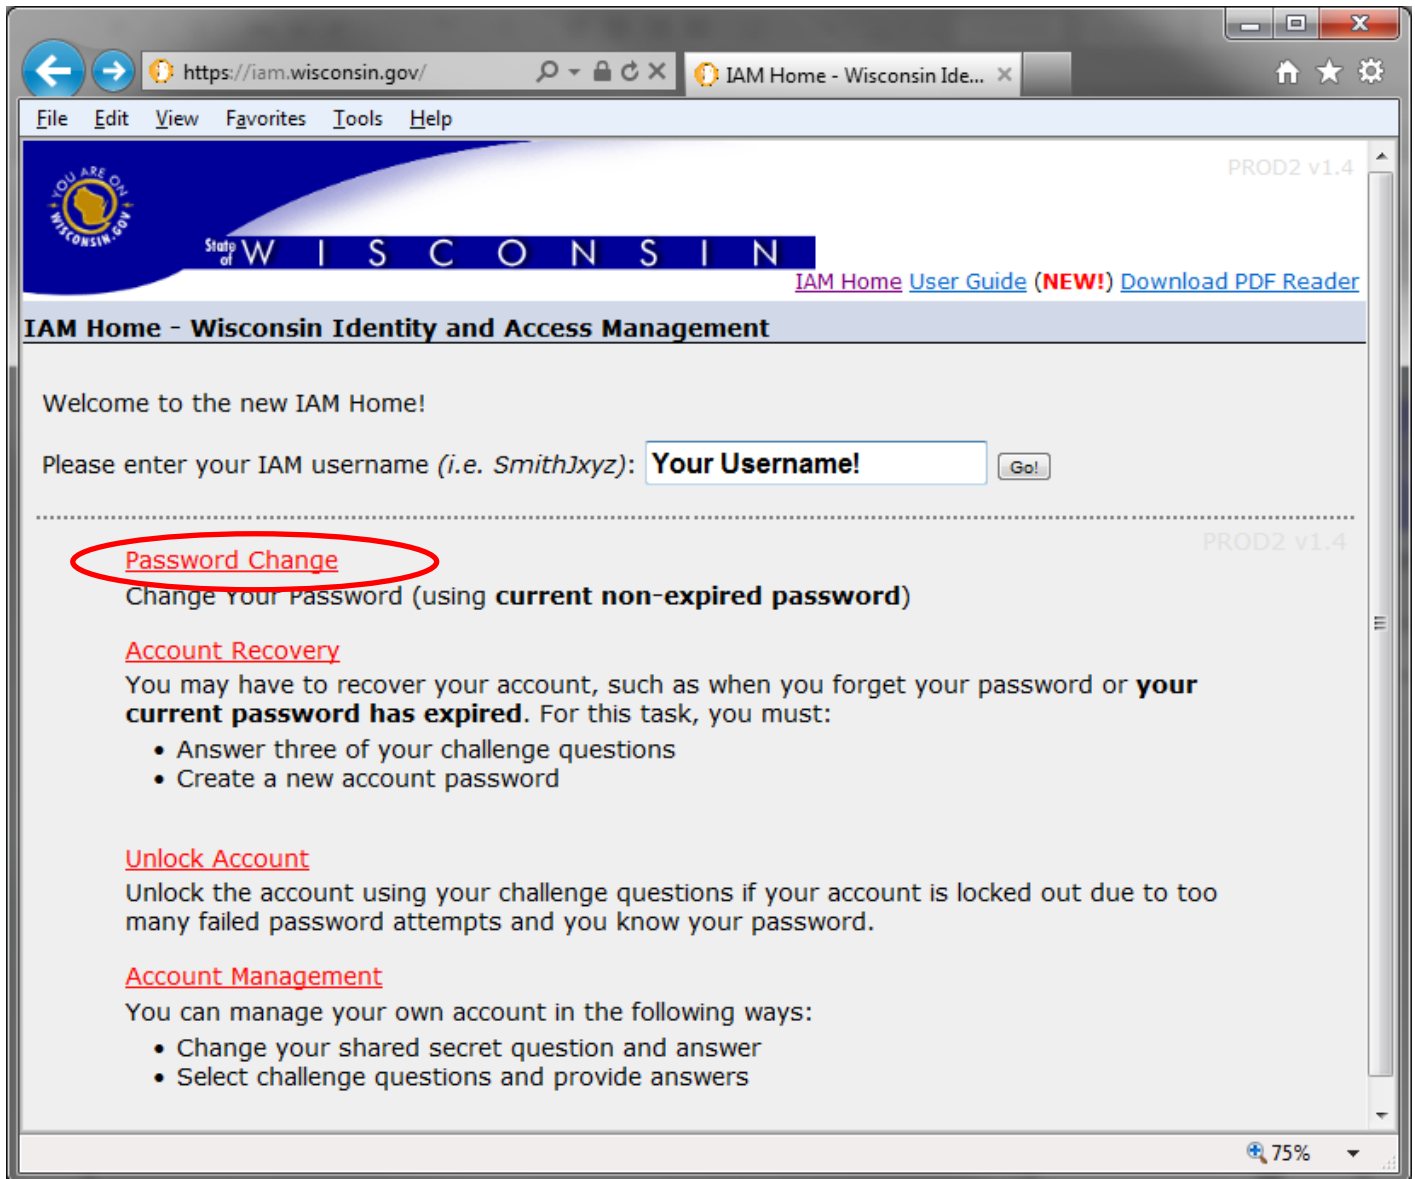 https://iam.wisconsin.gov/
IAM Home - Wisconsin Ide...
File Edit View Favorites Tools Help
YOU ARE ON WISCONSIN.GOV
PROD2 v1.4
State of WISCONSIN
IAM Home User Guide (NEW!) Download PDF Reader
IAM Home - Wisconsin Identity and Access Management
Welcome to the new IAM Home!
Please enter your IAM username (i.e. SmithJxyz): Your Username! Go!
PROD2 v1.4
Password Change
Change Your Password (using current non-expired password)
Account Recovery
You may have to recover your account, such as when you forget your password or your
current password has expired. For this task, you must:
• Answer three of your challenge questions
• Create a new account password
Unlock Account
Unlock the account using your challenge questions if your account is locked out due to too
many failed password attempts and you know your password.
Account Management
You can manage your own account in the following ways:
• Change your shared secret question and answer
• Select challenge questions and provide answers
75%